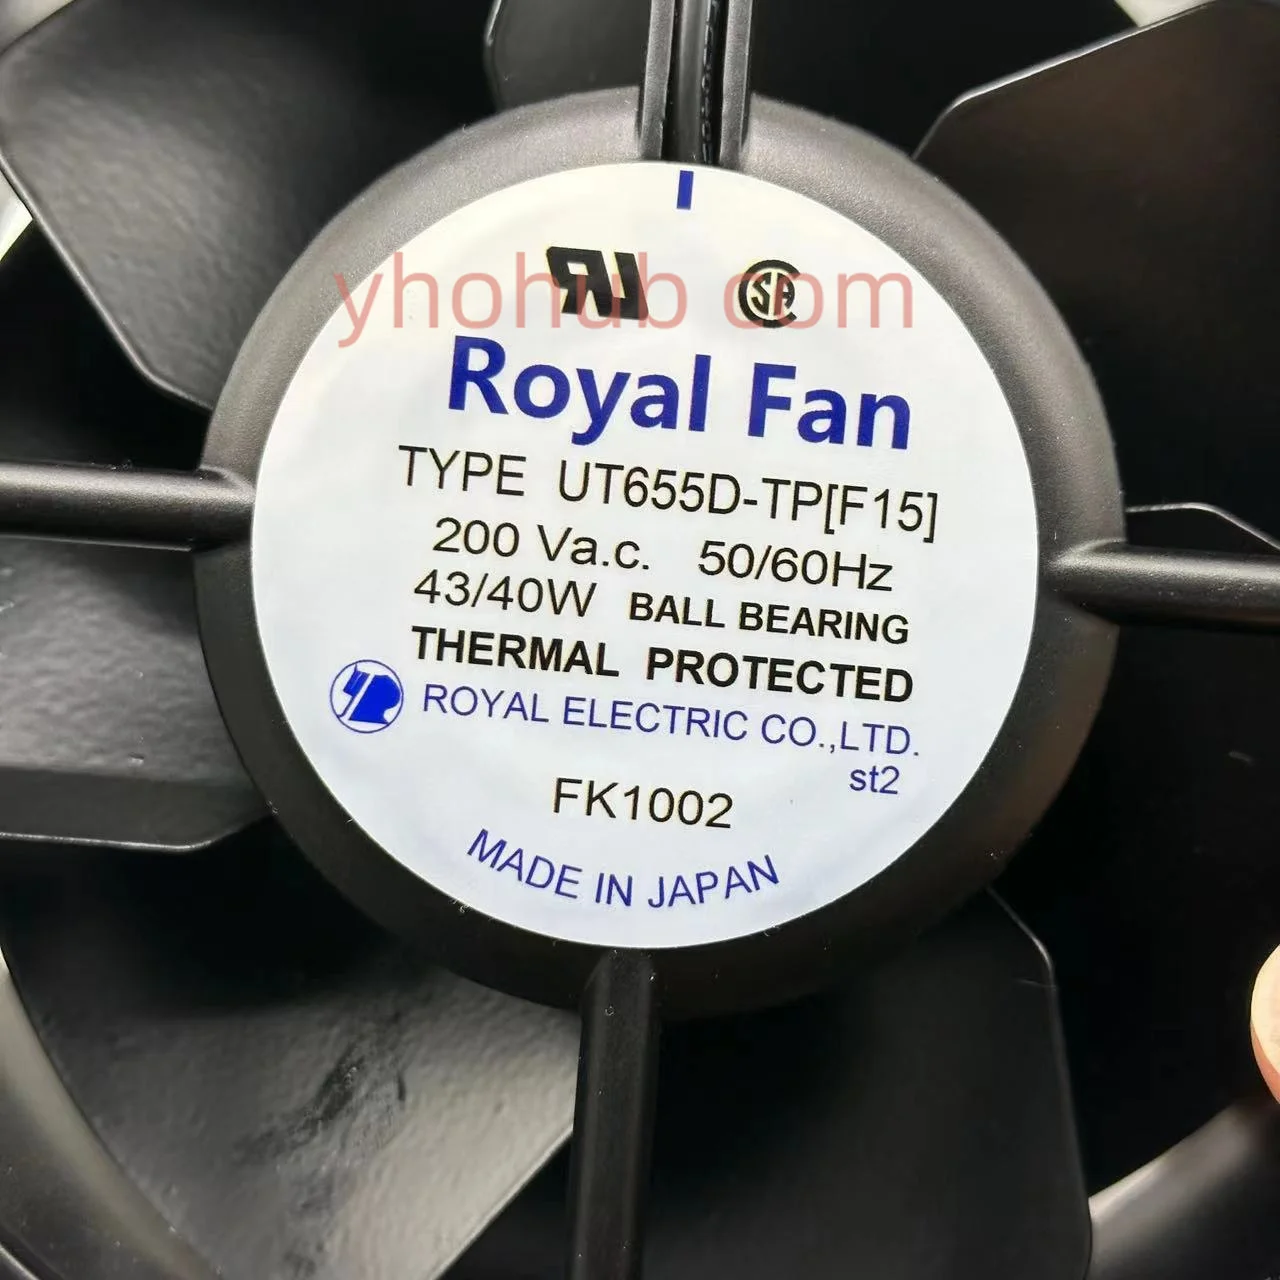 yhohub com
Royal Fan
TYPE UT655D-TP[F15]
200 Va.c. 50/60Hz
43/40W BALL BEARING
THERMAL PROTECTED
ROYAL ELECTRIC CO.,LTD.
st2
FK1002
MADE IN JAPAN